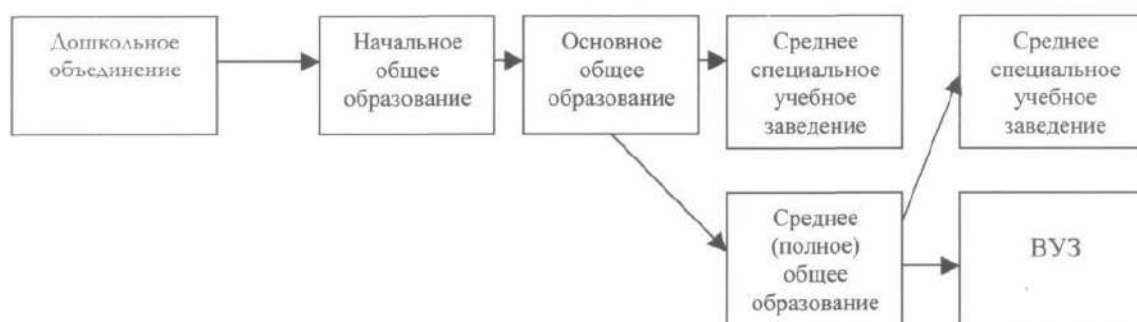 Дошкольное
объединение
Начальное
общее
образование
Основное
общее
образование
Среднее
специальное
учебное
заведение
Среднее
специальное
учебное
заведение
Среднее
(полное)
общее
образование
ВУЗ